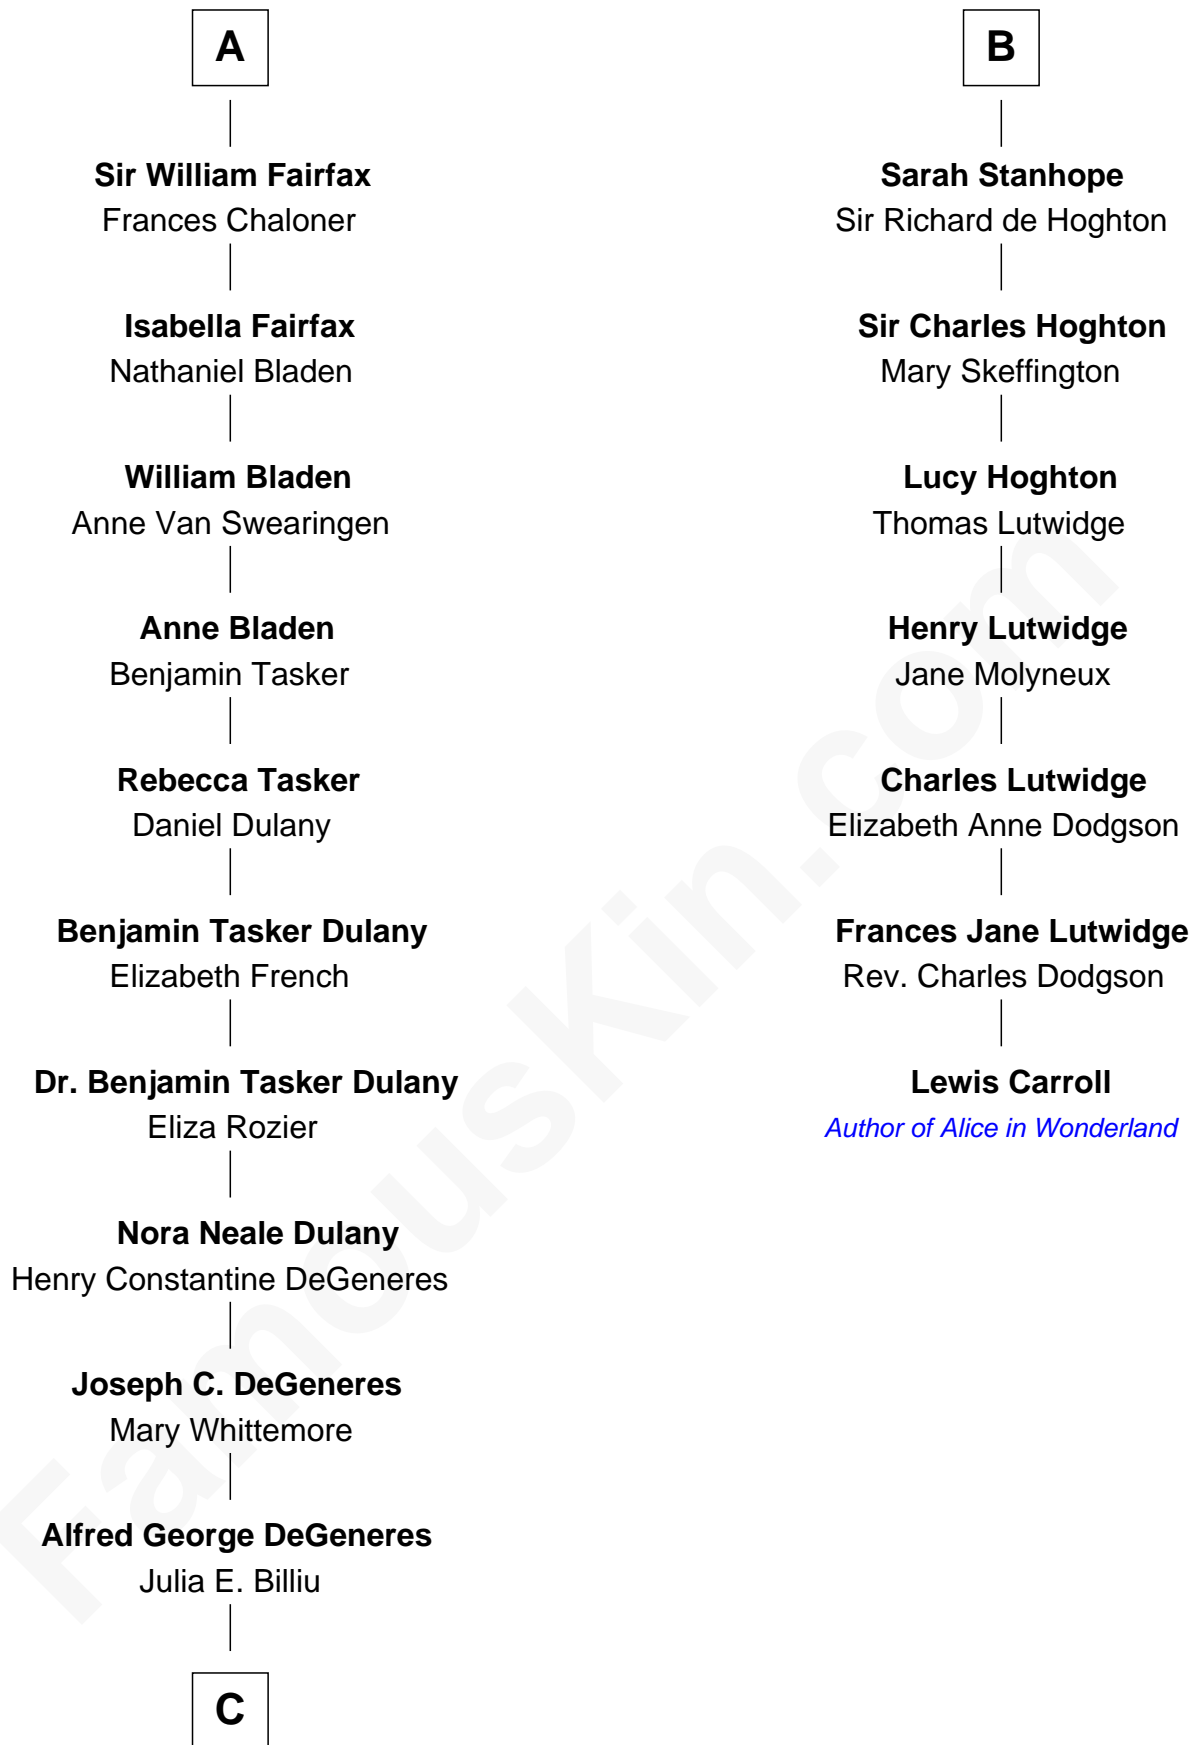 A
Sir William Fairfax
Frances Chaloner
Isabella Fairfax
Nathaniel Bladen
William Bladen
Anne Van Swearingen
Anne Bladen
Benjamin Tasker
Rebecca Tasker
Daniel Dulany
Benjamin Tasker Dulany
Elizabeth French
Dr. Benjamin Tasker Dulany
Eliza Rozier
Nora Neale Dulany
Henry Constantine DeGeneres
Joseph C. DeGeneres
Mary Whittemore
Alfred George DeGeneres
Julia E. Billiu
C
B
Sarah Stanhope
Sir Richard de Hoghton
Sir Charles Hoghton
Mary Skeffington
Lucy Hoghton
Thomas Lutwidge
Henry Lutwidge
Jane Molyneux
Charles Lutwidge
Elizabeth Anne Dodgson
Frances Jane Lutwidge
Rev. Charles Dodgson
Lewis Carroll
Author of Alice in Wonderland
FamousKin.com